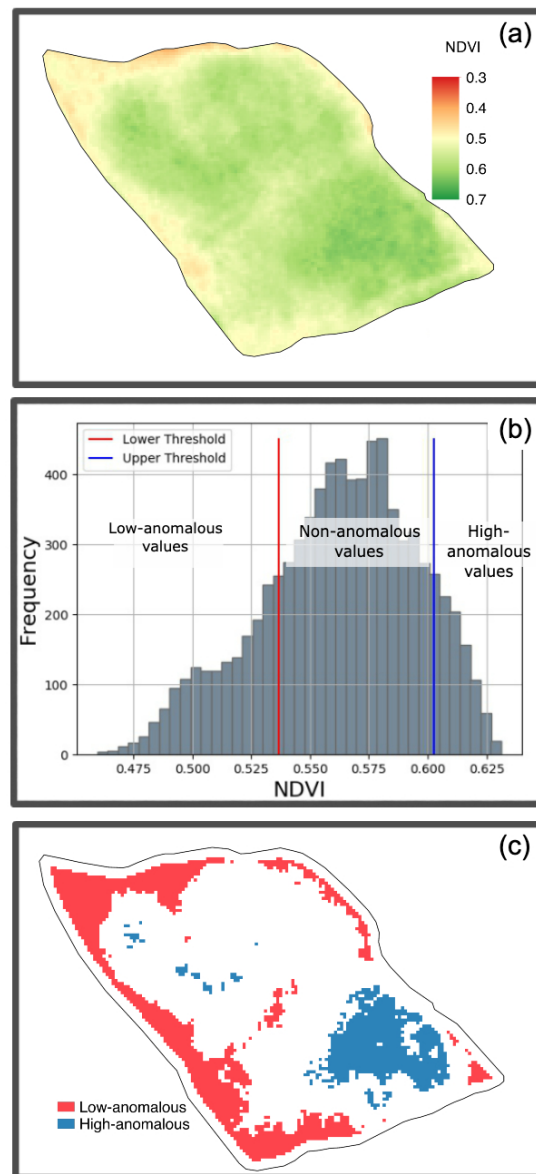 (a)
NDVI
0.3
0.4
0.5
0.6
0.7
(b)
Lower Threshold
Upper Threshold
400
300
200
100
0
Frequency
Low-anomalous
values
Non-anomalous
values
High-
anomalous
values
0.475
0.500
0.525
0.550
0.575
0.600
0.625
NDVI
(c)
Low-anomalous
High-anomalous